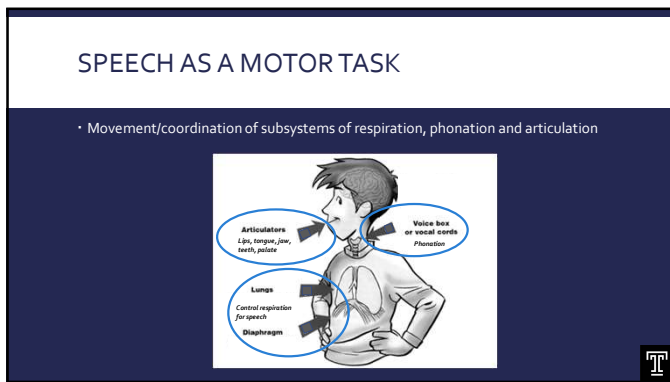 SPEECH AS A MOTOR TASK
• Movement/coordination of subsystems of respiration, phonation and articulation
Articulators
Lips, tongue, jaw,
teeth, palate
Voice box
or vocal cords
Phonation
Lungs
Control respiration
for speech
Diaphragm
T